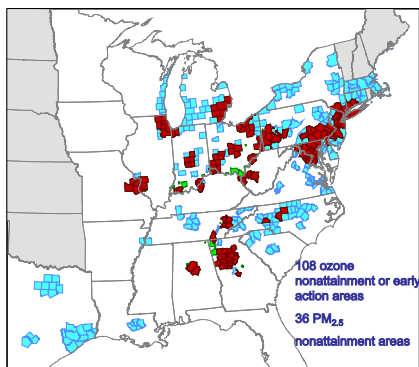 108 ozone
nonattainment or early
action areas
36 PM2.5
nonattainment areas